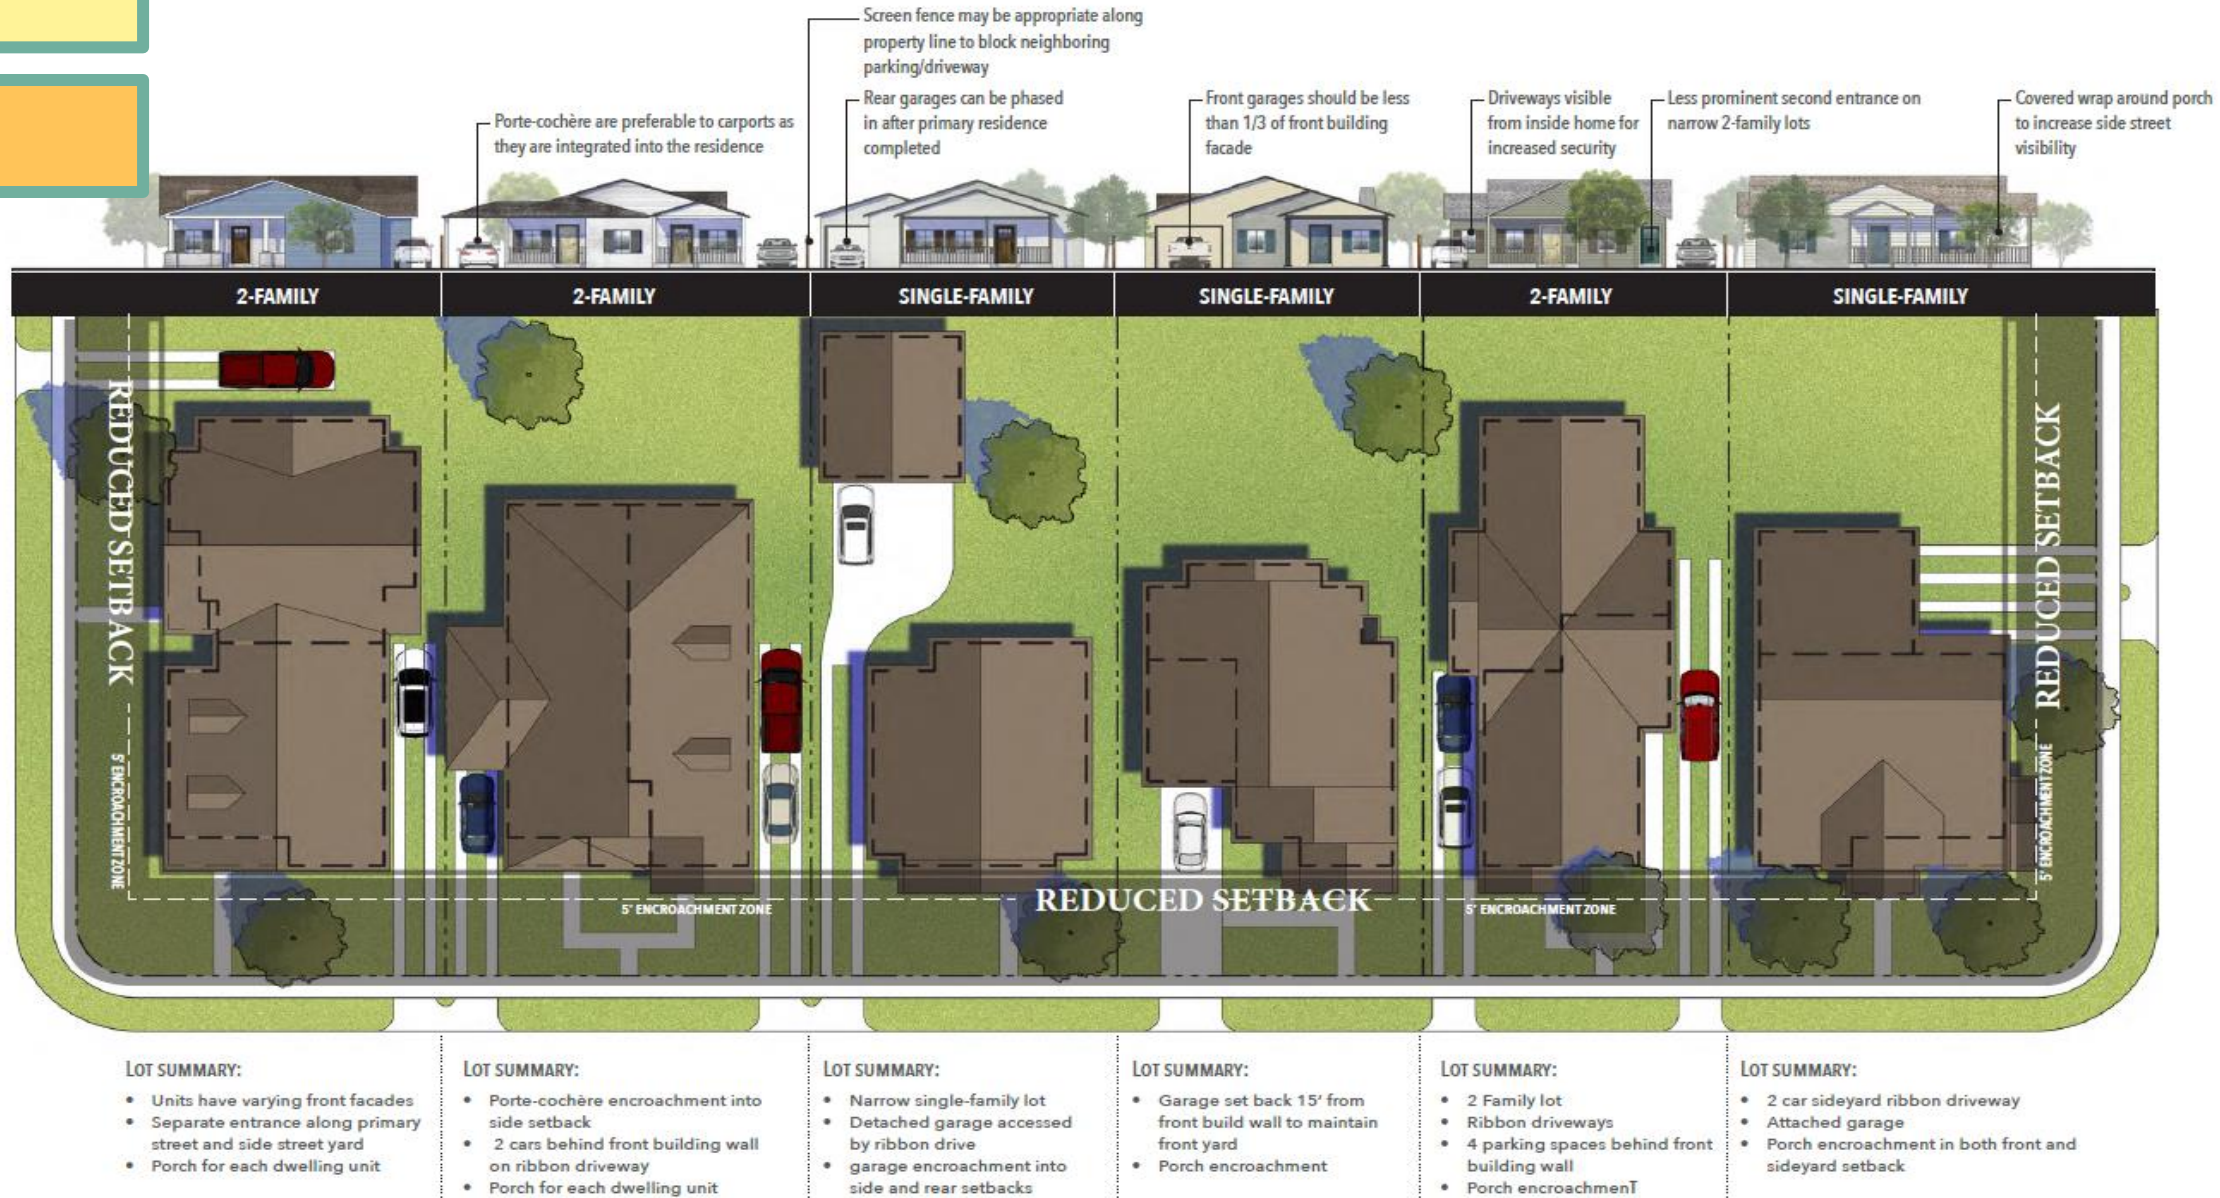 Screen fence may be appropriate along
property line to block neighboring
parking/driveway
Porte-cochère are preferable to carports as
they are integrated into the residence
Rear garages can be phased
in after primary residence
completed
Front garages should be less
than 1/3 of front building
facade
Driveways visible
from inside home for
increased security
Less prominent second entrance on
narrow 2-family lots
Covered wrap around porch
to increase side street
visibility
2-FAMILY
2-FAMILY
SINGLE-FAMILY
SINGLE-FAMILY
2-FAMILY
SINGLE-FAMILY
REDUCED SETBACK
5' ENCROACHMENT ZONE
5' ENCROACHMENT ZONE
REDUCED SETBACK
5' ENCROACHMENT ZONE
REDUCED SETBACK
5' ENCROACHMENT ZONE
LOT SUMMARY:
• Units have varying front facades
• Separate entrance along primary
street and side street yard
• Porch for each dwelling unit
LOT SUMMARY:
• Porte-cochère encroachment into
side setback
• 2 cars behind front building wall
on ribbon driveway
• Porch for each dwelling unit
LOT SUMMARY:
• Narrow single-family lot
• Detached garage accessed
by ribbon drive
• garage encroachment into
side and rear setbacks
LOT SUMMARY:
• Garage set back 15' from
front build wall to maintain
front yard
• Porch encroachment
LOT SUMMARY:
• 2 Family lot
• Ribbon driveways
• 4 parking spaces behind front
building wall
• Porch encroachmenT
LOT SUMMARY:
• 2 car sideyard ribbon driveway
• Attached garage
• Porch encroachment in both front and
sideyard setback